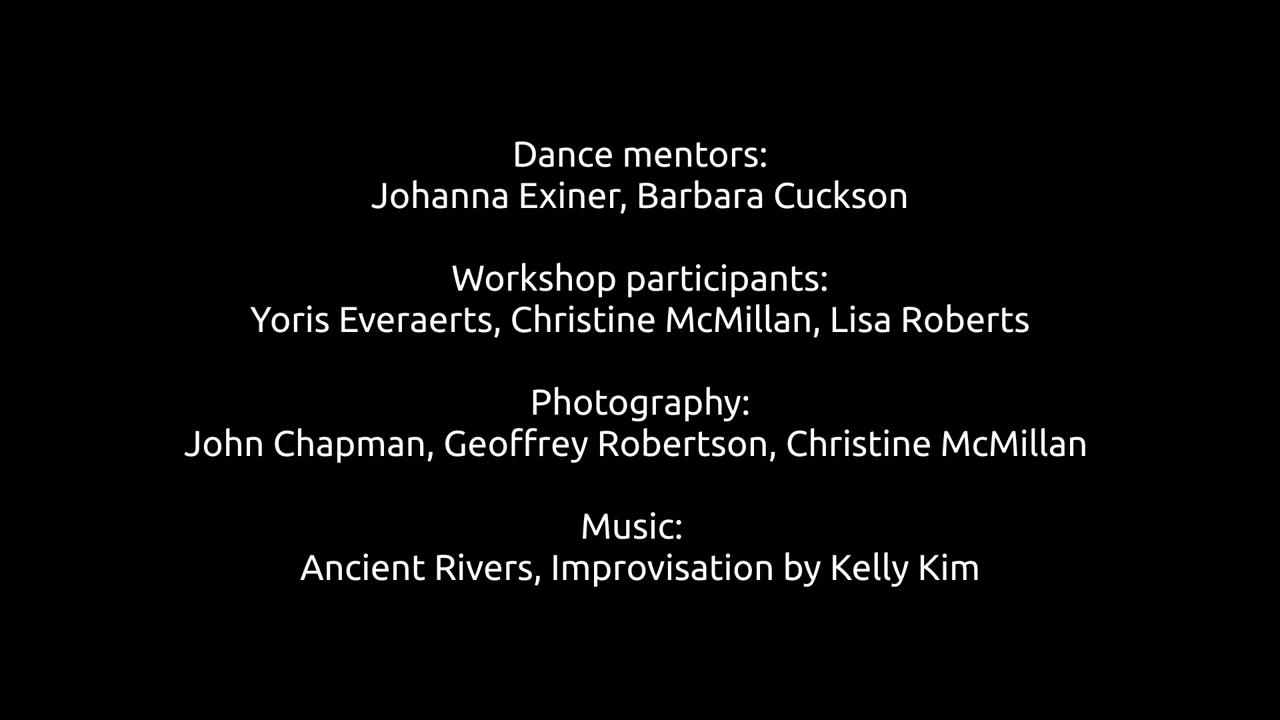 Dance mentors:
Johanna Exiner, Barbara Cuckson
Workshop participants:
Yoris Everaerts, Christine McMillan, Lisa Roberts
Photography:
John Chapman, Geoffrey Robertson, Christine McMillan
Music:
Ancient Rivers, Improvisation by Kelly Kim